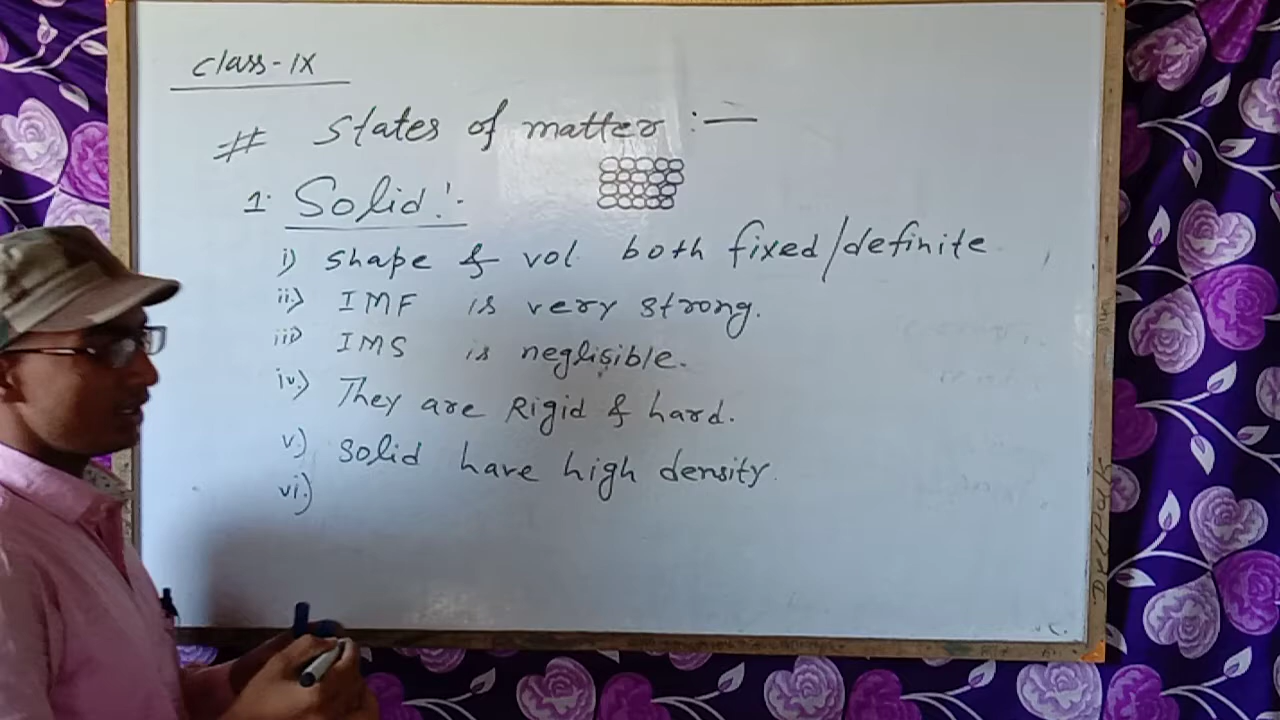 Class-IX
# States of matter :—
1. Solid :-
i) shape & vol. both fixed/definite
ii) IMF is very strong.
iii) IMS is negligible.
iv.) They are Rigid & hard.
v.) Solid have high density.
vi.)